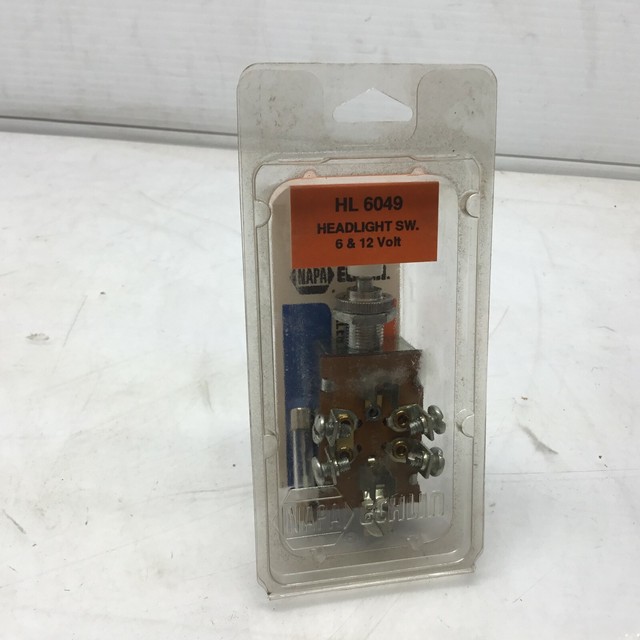 HL 6049
HEADLIGHT SW.
6 & 12 Volt
NAPA Echlin.
NAPA ECHLIN